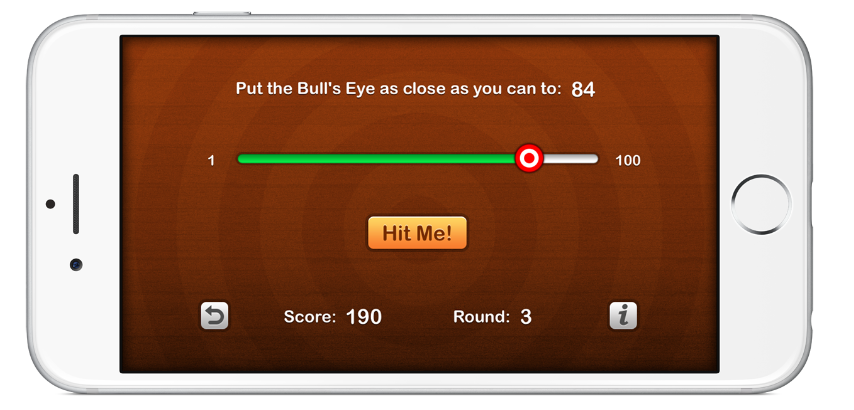 Put the Bull's Eye as close as you can to: 84
1 100
Hit Me!
Score: 190 Round: 3
i